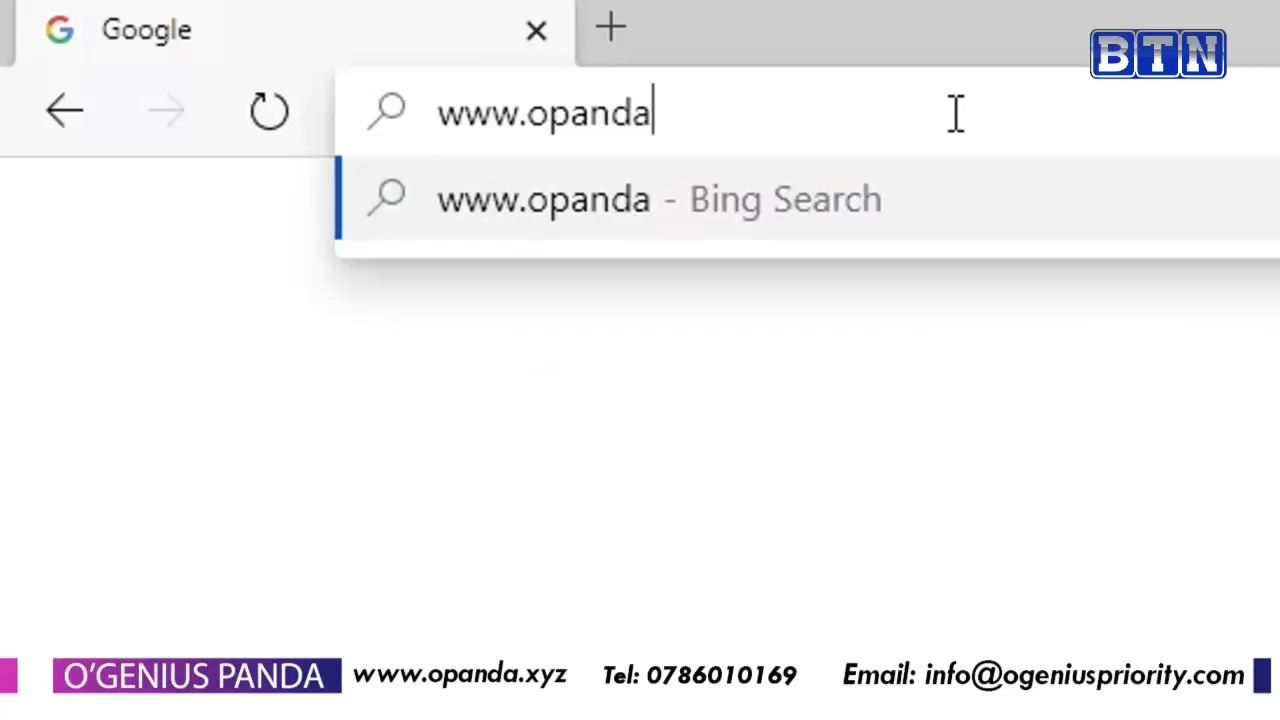 Google
BTN
www.opanda
www.opanda - Bing Search
O'GENIUS PANDA www.opanda.xyz Tel: 0786010169 Email: info@ogeniuspriority.com